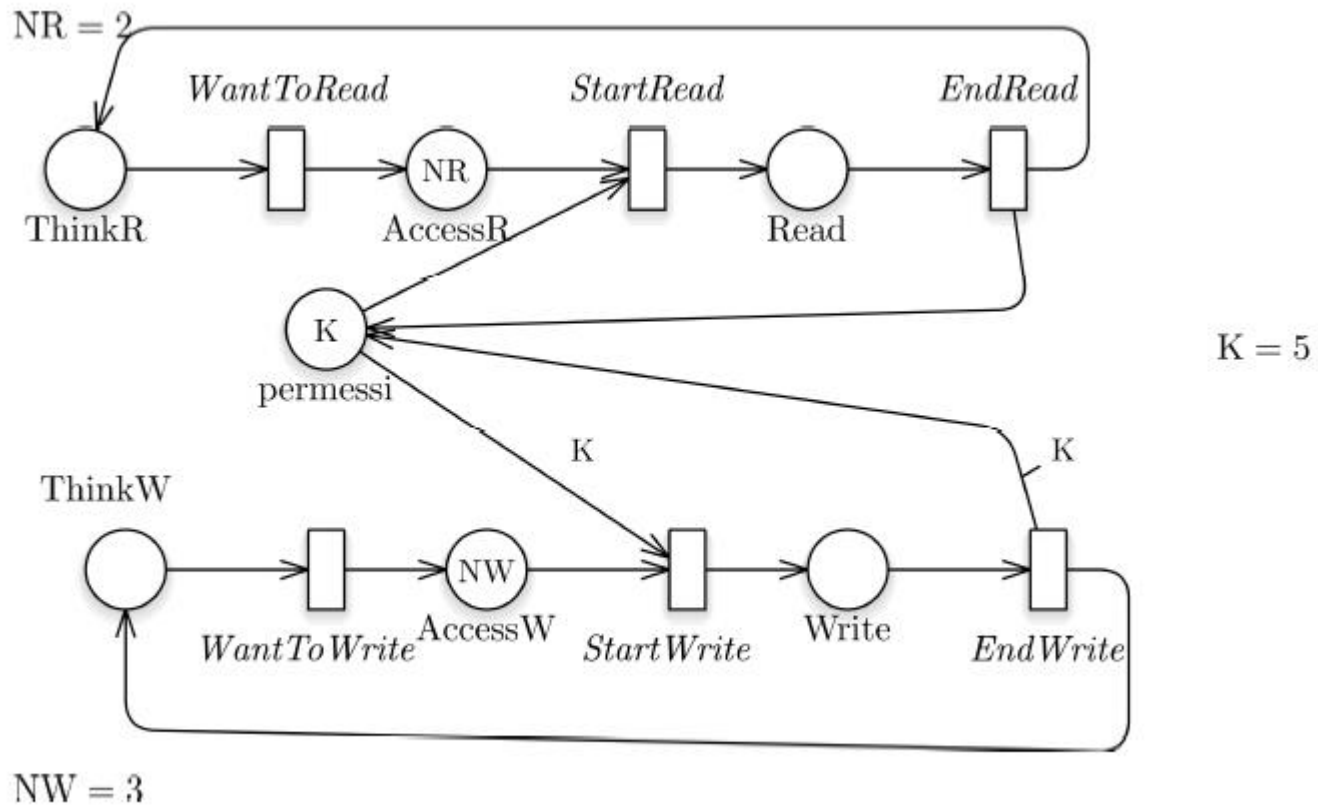 NR = 2
WantToRead StartRead EndRead
NR
ThinkR AccessR Read
K
permessi
K = 5
K K
ThinkW
NW
AccessW Write
WantToWrite StartWrite EndWrite
NW = 3